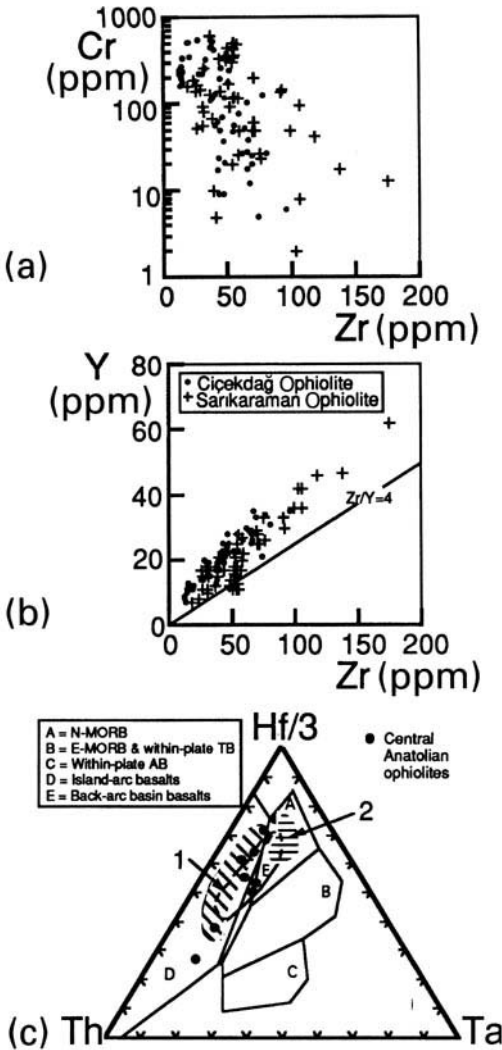 1000
Cr
(ppm)
100
10
(a)
1
0 50 100 150 200
Zr (ppm)
Y
(ppm)
80
Çiçekdağ Ophiolite
Sarıkaraman Ophiolite
60
40
Zr/Y=4
20
(b)
0
0 50 100 150 200
Zr (ppm)
A = N-MORB
B = E-MORB & within-plate TB
C = Within-plate AB
D = Island-arc basalts
E = Back-arc basin basalts
Hf/3
Central
Anatolian
ophiolites
A
1
2
E
B
D
C
(c) Th
Ta